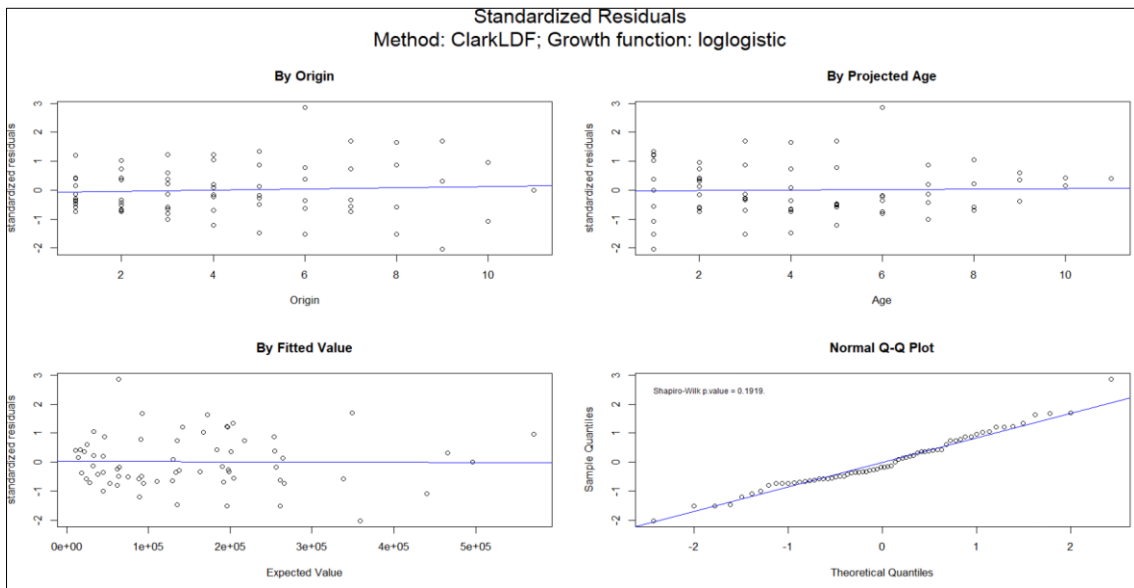 Standardized Residuals
Method: ClarkLDF; Growth function: loglogistic
By Origin
standardized residuals
3
2
1
0
-1
-2
2
4
6
8
10
Origin
By Projected Age
standardized residuals
3
2
1
0
-1
-2
2
4
6
8
10
Age
By Fitted Value
standardized residuals
3
2
1
0
-1
-2
0e+00
1e+05
2e+05
3e+05
4e+05
5e+05
Expected Value
Normal Q-Q Plot
Shapiro-Wilk p.value = 0.1919.
Sample Quantiles
3
2
1
0
-1
-2
-2
-1
0
1
2
Theoretical Quantiles